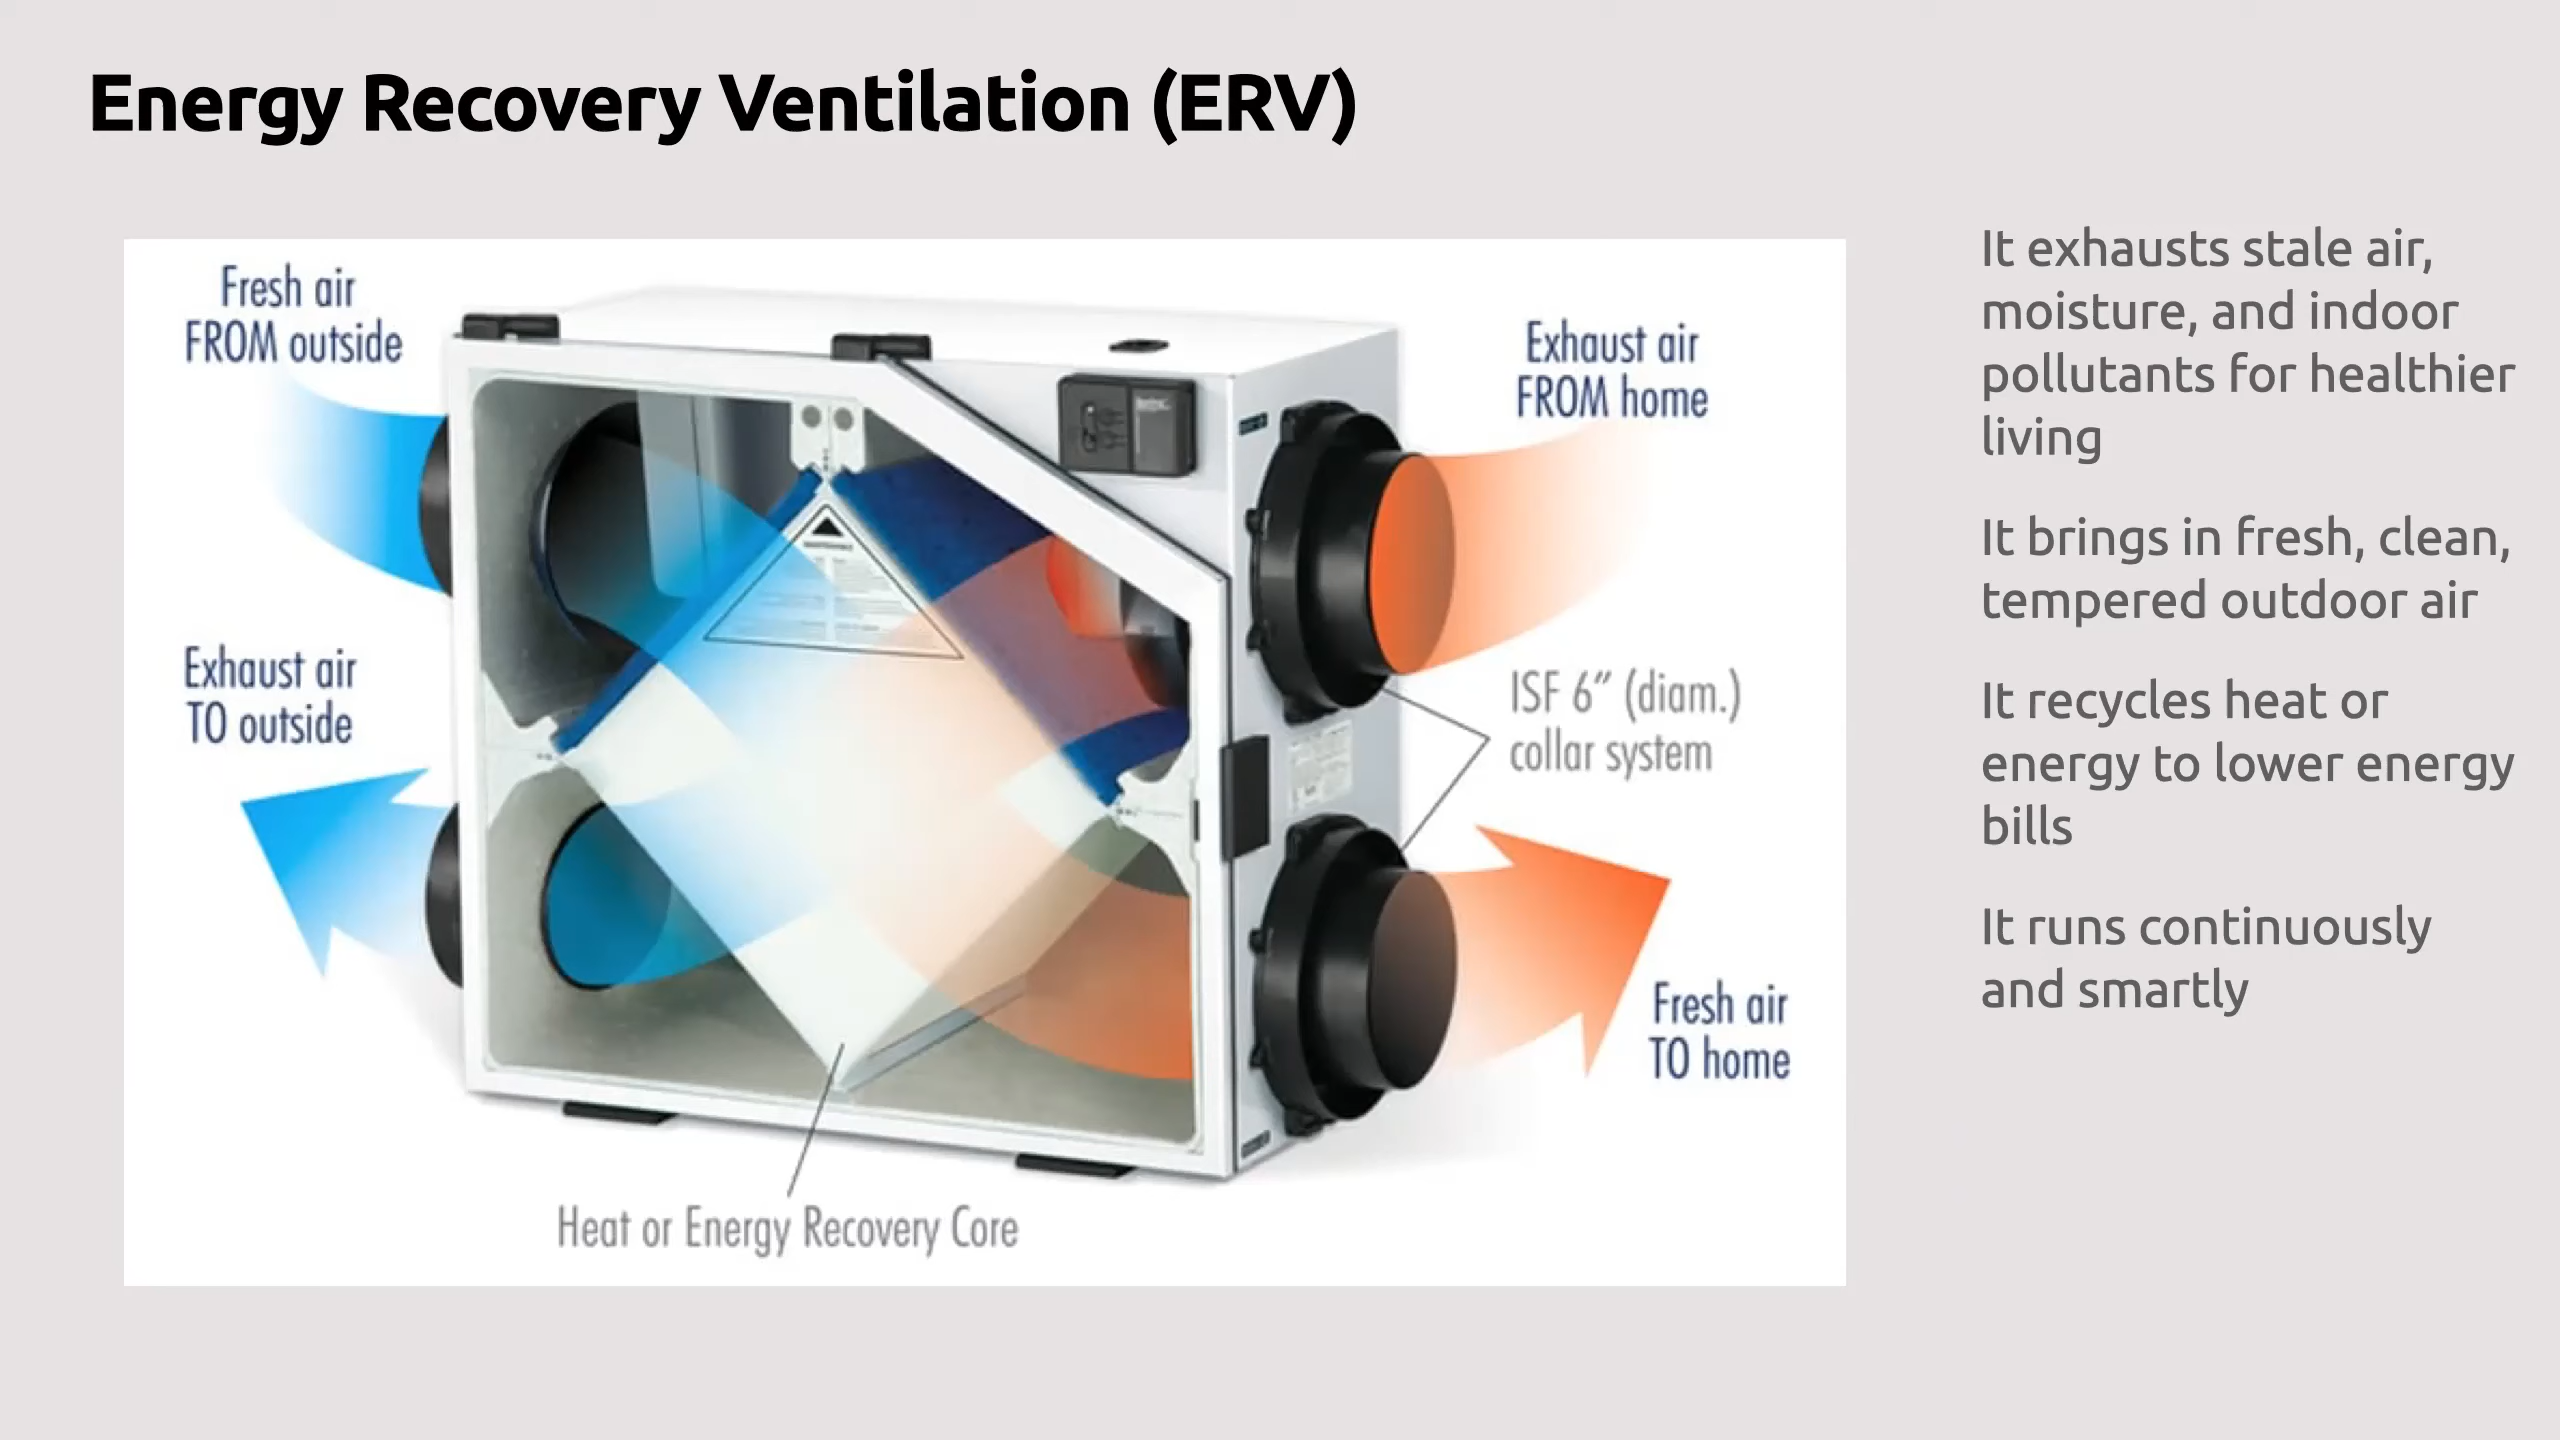 Energy Recovery Ventilation (ERV)
Fresh air
FROM outside
Exhaust air
FROM home
Exhaust air
TO outside
ISF 6” (diam.)
collar system
Fresh air
TO home
Heat or Energy Recovery Core
It exhausts stale air,
moisture, and indoor
pollutants for healthier
living
It brings in fresh, clean,
tempered outdoor air
It recycles heat or
energy to lower energy
bills
It runs continuously
and smartly